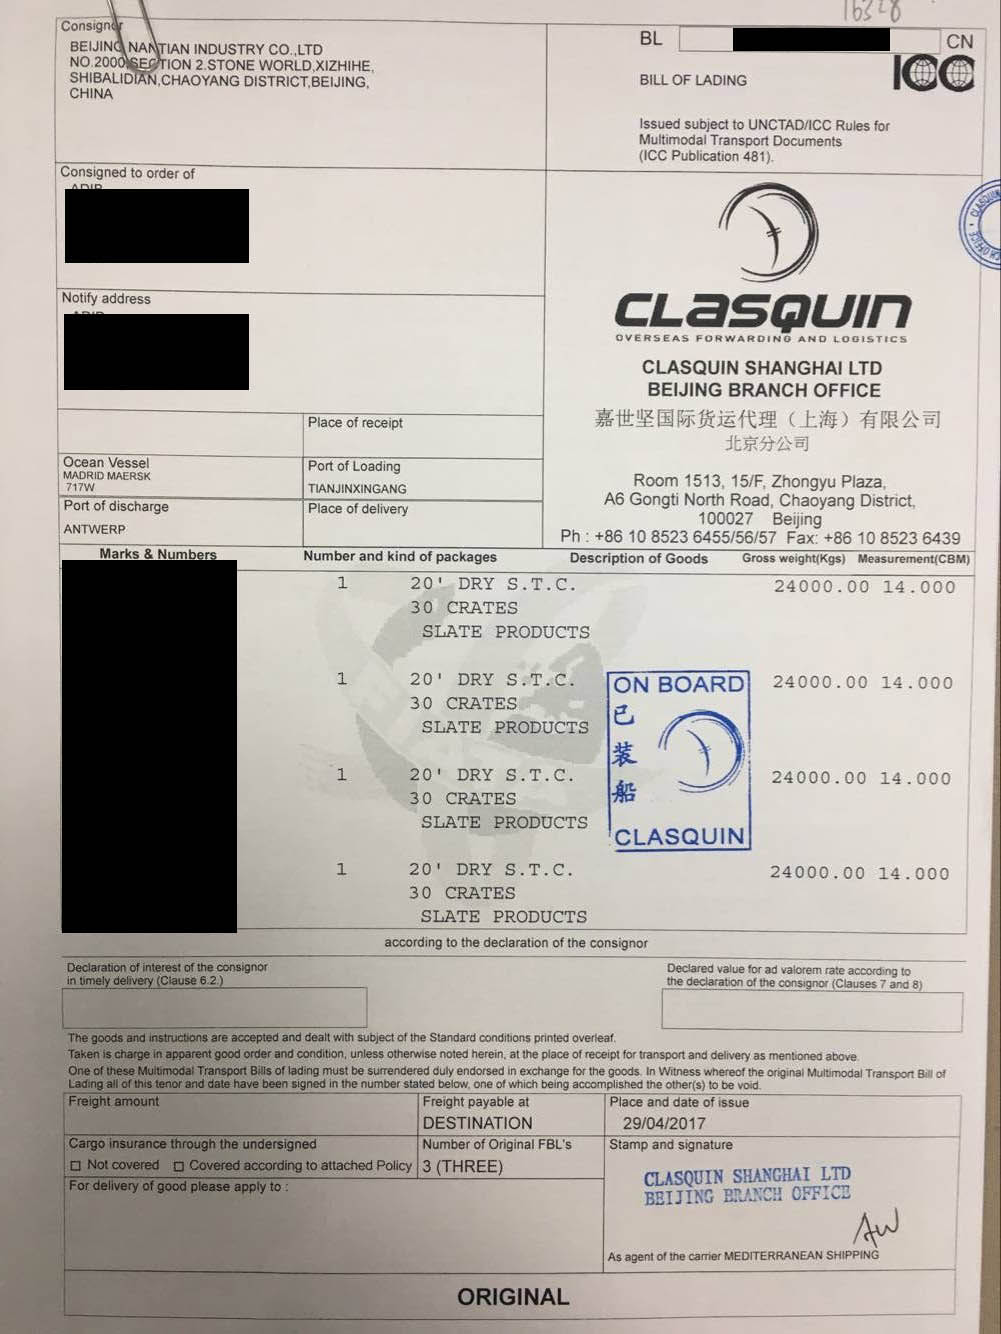 16328
Consignor
BEIJING NANTIAN INDUSTRY CO.,LTD
NO.2000 SECTION 2.STONE WORLD,XIZHIHE,
SHIBALIDIAN,CHAOYANG DISTRICT,BEIJING,
CHINA
BL
CN
ICC
BILL OF LADING
Issued subject to UNCTAD/ICC Rules for
Multimodal Transport Documents
(ICC Publication 481).
Consigned to order of
Notify address
CLASQUIN
OVERSEAS FORWARDING AND LOGISTICS
CLASQUIN SHANGHAI LTD
BEIJING BRANCH OFFICE
嘉世坚国际货运代理（上海）有限公司
北京分公司
Room 1513, 15/F, Zhongyu Plaza,
A6 Gongti North Road, Chaoyang District,
100027 Beijing
Ph : +86 10 8523 6455/56/57 Fax: +86 10 8523 6439
Place of receipt
Ocean Vessel
MADRID MAERSK
717W
Port of Loading
TIANJINXINGANG
Port of discharge
ANTWERP
Place of delivery
Marks & Numbers Number and kind of packages Description of Goods Gross weight(Kgs) Measurement(CBM)
1 20' DRY S.T.C. 24000.00 14.000
30 CRATES
SLATE PRODUCTS
1 20' DRY S.T.C. 24000.00 14.000
30 CRATES
SLATE PRODUCTS
1 20' DRY S.T.C. 24000.00 14.000
30 CRATES
SLATE PRODUCTS
1 20' DRY S.T.C. 24000.00 14.000
30 CRATES
SLATE PRODUCTS
ON BOARD
已
装
船
CLASQUIN
according to the declaration of the consignor
Declaration of interest of the consignor
in timely delivery (Clause 6.2.)
Declared value for ad valorem rate according to
the declaration of the consignor (Clauses 7 and 8)
The goods and instructions are accepted and dealt with subject of the Standard conditions printed overleaf.
Taken is charge in apparent good order and condition, unless otherwise noted herein, at the place of receipt for transport and delivery as mentioned above.
One of these Multimodal Transport Bills of lading must be surrendered duly endorsed in exchange for the goods. In Witness whereof the original Multimodal Transport Bill of
Lading all of this tenor and date have been signed in the number stated below, one of which being accomplished the other(s) to be void.
Freight amount
Freight payable at
DESTINATION
Place and date of issue
29/04/2017
Cargo insurance through the undersigned
Not covered Covered according to attached Policy
Number of Original FBL's
3 (THREE)
Stamp and signature
For delivery of good please apply to :
CLASQUIN SHANGHAI LTD
BEIJING BRANCH OFFICE
AW
As agent of the carrier MEDITERRANEAN SHIPPING
ORIGINAL